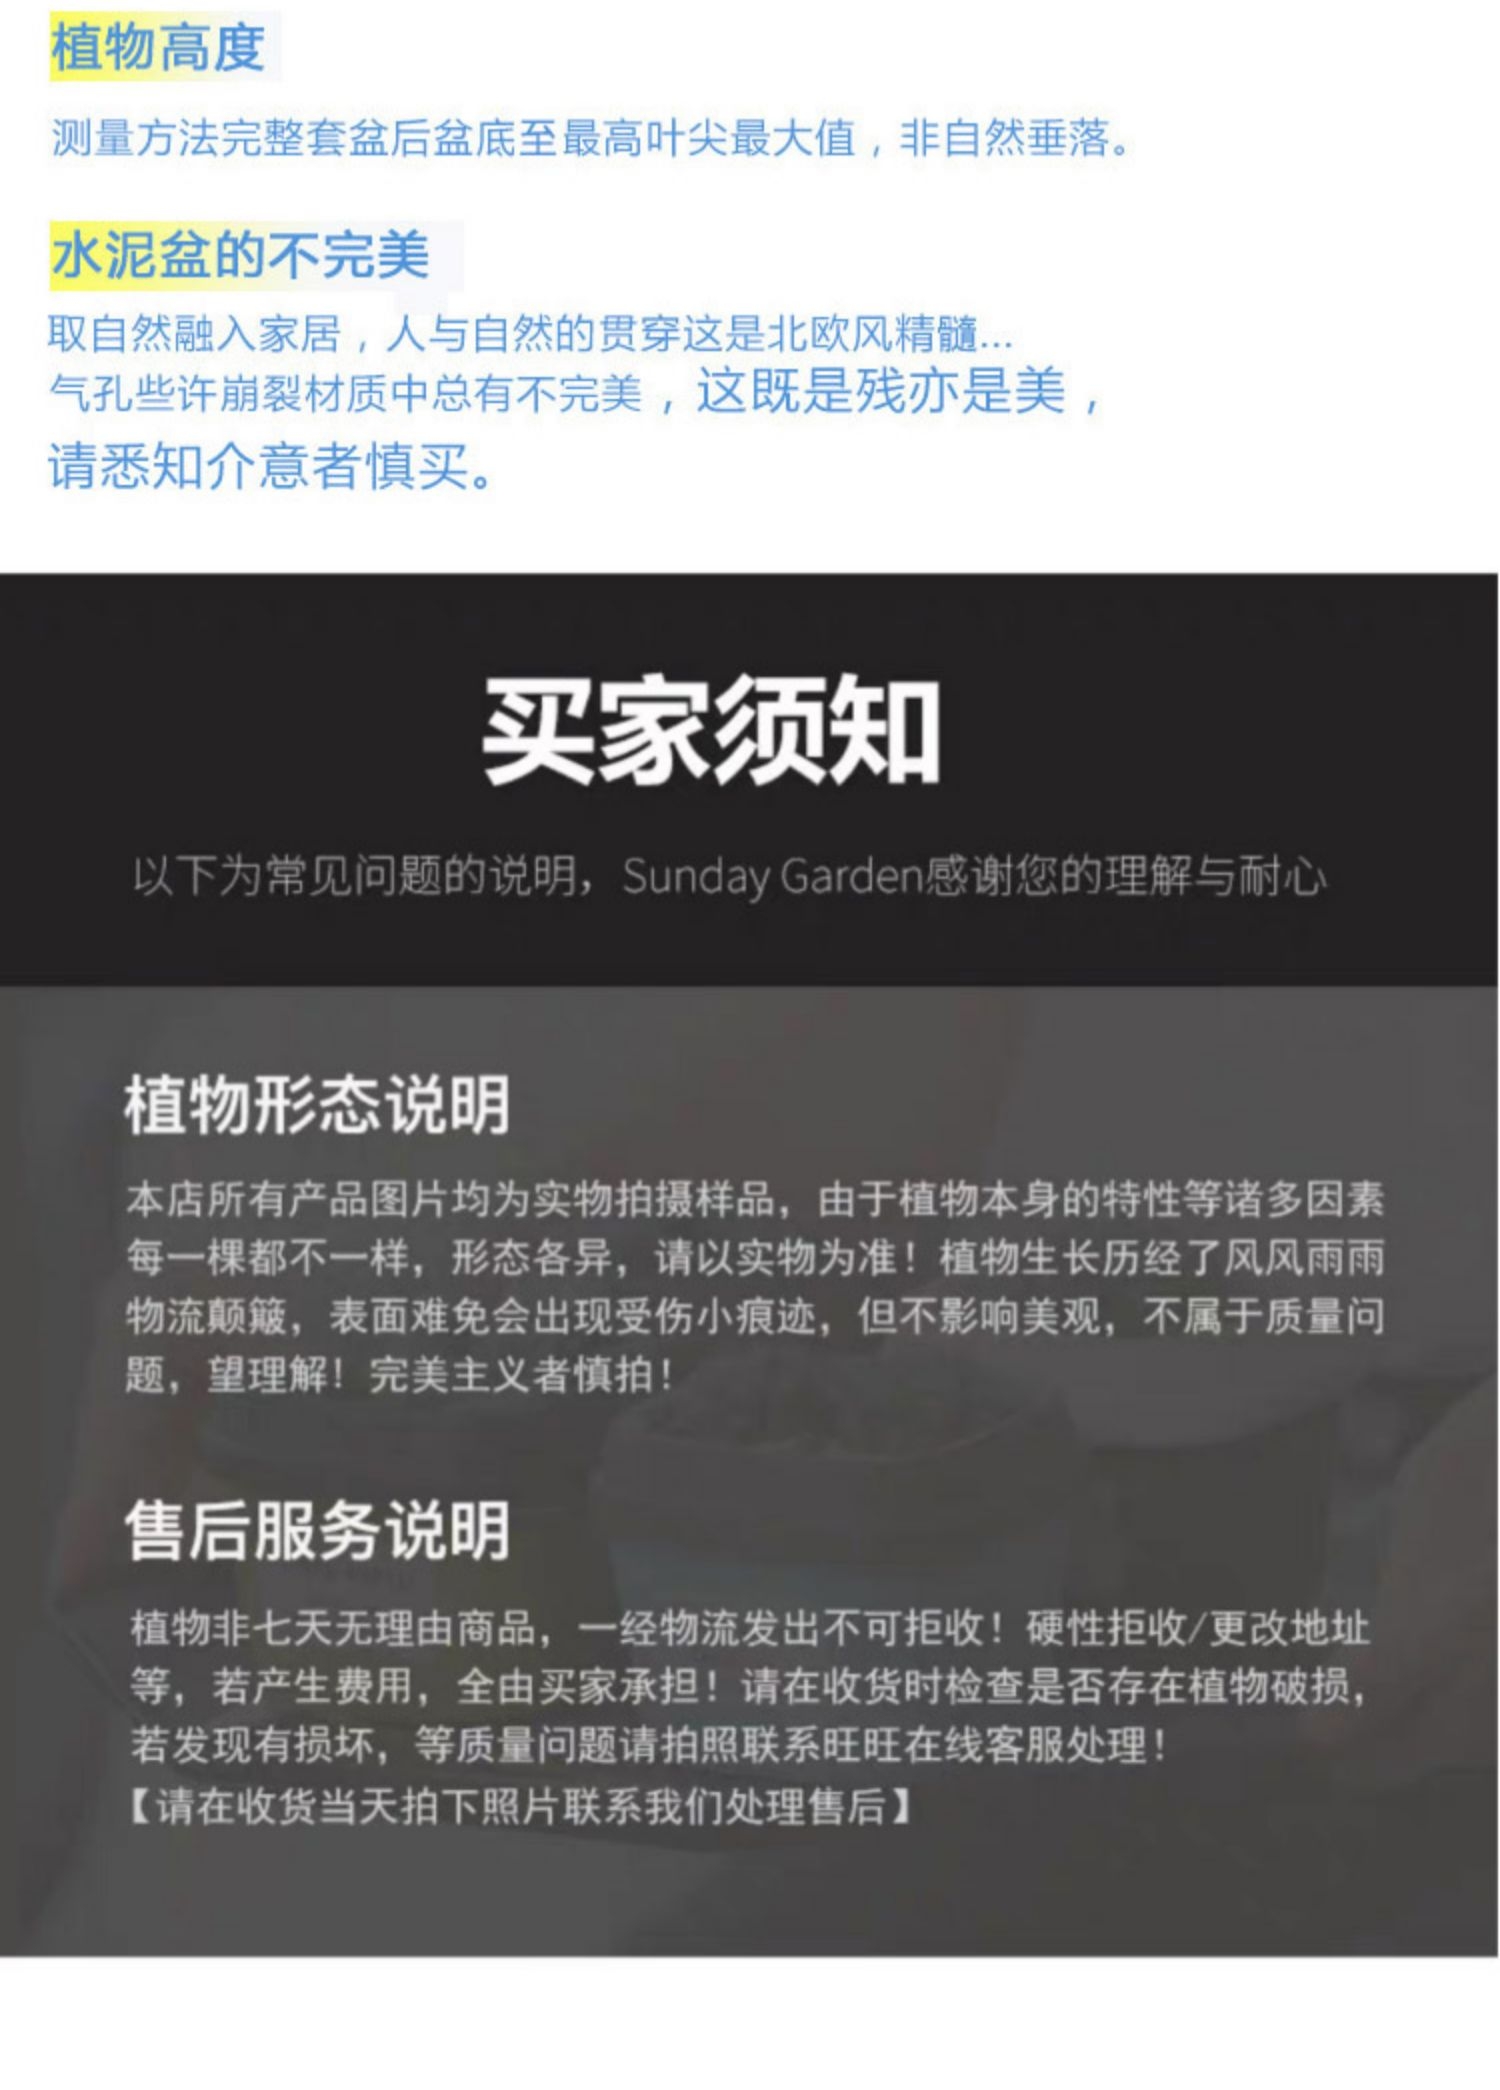 植物高度
测量方法完整套盆后盆底至最高叶尖最大值，非自然垂落。
水泥盆的不完美
取自然融入家居，人与自然的贯穿这是北欧风精髓...
气孔些许崩裂材质中总有不完美，这既是残亦是美，
请悉知介意者慎买。
买家须知
以下为常见问题的说明，Sunday Garden感谢您的理解与耐心
植物形态说明
本店所有产品图片均为实物拍摄样品，由于植物本身的特性等诸多因素
每一棵都不一样，形态各异，请以实物为准！植物生长历经了风风雨雨
物流颠簸，表面难免会出现受伤小痕迹，但不影响美观，不属于质量问
题，望理解！完美主义者慎拍！
售后服务说明
植物非七天无理由商品，一经物流发出不可拒收！硬性拒收/更改地址
等，若产生费用，全由买家承担！请在收货时检查是否存在植物破损，
若发现有损坏，等质量问题请拍照联系旺旺在线客服处理！
【请在收货当天拍下照片联系我们处理售后】